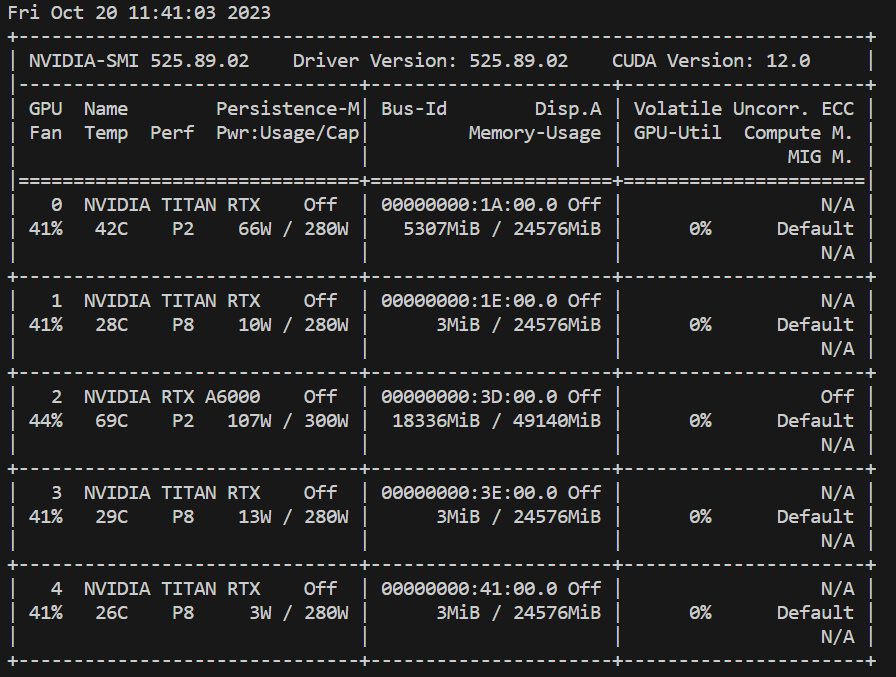 Fri Oct 20 11:41:03 2023
+-----------------------------------------------------------------------------+
| NVIDIA-SMI 525.89.02    Driver Version: 525.89.02    CUDA Version: 12.0     |
|-------------------------------+----------------------+----------------------+
| GPU  Name        Persistence-M| Bus-Id        Disp.A | Volatile Uncorr. ECC |
| Fan  Temp  Perf  Pwr:Usage/Cap|         Memory-Usage | GPU-Util  Compute M. |
|                               |                      |               MIG M. |
|===============================+======================+======================|
|   0  NVIDIA TITAN RTX    Off  | 00000000:1A:00.0 Off |                  N/A |
| 41%   42C    P2    66W / 280W |   5307MiB / 24576MiB |      0%      Default |
|                               |                      |                  N/A |
+-------------------------------+----------------------+----------------------+
|   1  NVIDIA TITAN RTX    Off  | 00000000:1E:00.0 Off |                  N/A |
| 41%   28C    P8    10W / 280W |      3MiB / 24576MiB |      0%      Default |
|                               |                      |                  N/A |
+-------------------------------+----------------------+----------------------+
|   2  NVIDIA RTX A6000    Off  | 00000000:3D:00.0 Off |                  Off |
| 44%   69C    P2   107W / 300W |  18336MiB / 49140MiB |      0%      Default |
|                               |                      |                  N/A |
+-------------------------------+----------------------+----------------------+
|   3  NVIDIA TITAN RTX    Off  | 00000000:3E:00.0 Off |                  N/A |
| 41%   29C    P8    13W / 280W |      3MiB / 24576MiB |      0%      Default |
|                               |                      |                  N/A |
+-------------------------------+----------------------+----------------------+
|   4  NVIDIA TITAN RTX    Off  | 00000000:41:00.0 Off |                  N/A |
| 41%   26C    P8     3W / 280W |      3MiB / 24576MiB |      0%      Default |
|                               |                      |                  N/A |
+-------------------------------+----------------------+----------------------+